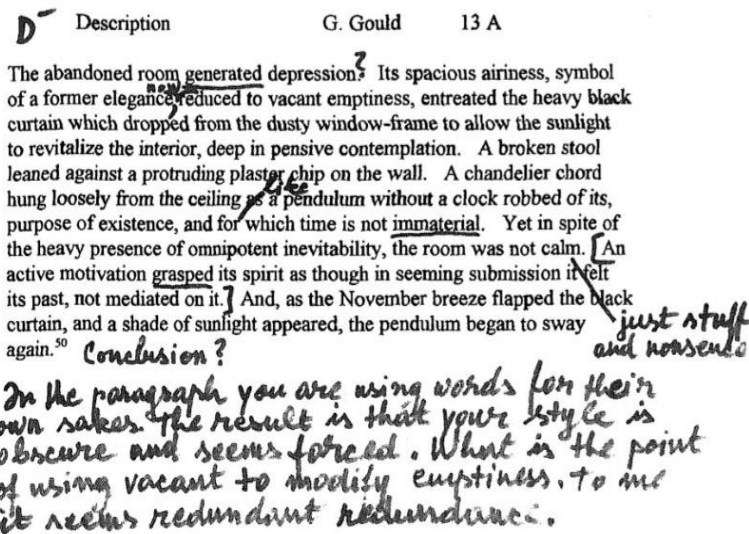 D- Description G. Gould 13 A
The abandoned room generated depression? Its spacious airiness, symbol
now
of a former elegance, reduced to vacant emptiness, entreated the heavy black
curtain which dropped from the dusty window-frame to allow the sunlight
to revitalize the interior, deep in pensive contemplation. A broken stool
leaned against a protruding plaster chip on the wall. A chandelier chord
like
hung loosely from the ceiling as a pendulum without a clock robbed of its,
purpose of existence, and for which time is not immaterial. Yet in spite of
the heavy presence of omnipotent inevitability, the room was not calm. [An
active motivation grasped its spirit as though in seeming submission it felt
its past, not mediated on it.] And, as the November breeze flapped the black
curtain, and a shade of sunlight appeared, the pendulum began to sway
just stuff
and nonsense
again.50 Conclusion?
In the paragraph you are using words for their
own sakes. The result is that your style is
obscure and seems forced. What is the point
of using vacant to modify emptiness. To me
it seems redundant redundance.